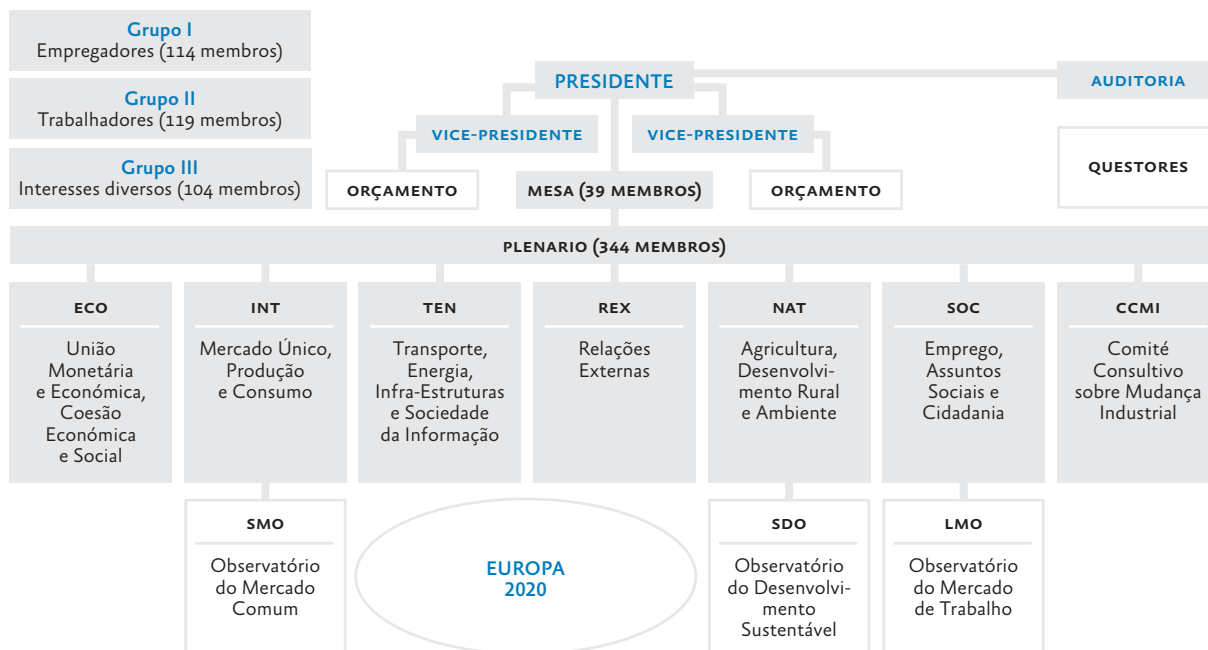 Grupo I
Empregadores (114 membros)
Grupo II
Trabalhadores (119 membros)
Grupo III
Interesses diversos (104 membros)
PRESIDENTE
AUDITORIA
VICE-PRESIDENTE
VICE-PRESIDENTE
QUESTORES
ORÇAMENTO
MESA (39 MEMBROS)
ORÇAMENTO
PLENARIO (344 MEMBROS)
ECO
União
Monetária
e Económica,
Coesão
Económica
e Social
INT
Mercado Único,
Produção
e Consumo
TEN
Transporte,
Energia,
Infra-Estruturas
e Sociedade
da Informação
REX
Relações
Externas
NAT
Agricultura,
Desenvolvi-
mento Rural
e Ambiente
SOC
Emprego,
Assuntos
Sociais e
Cidadania
CCMI
Comité
Consultivo
sobre Mudança
Industrial
SMO
Observatório
do Mercado
Comum
EUROPA
2020
SDO
Observatório
do Desenvolvi-
mento
Sustentável
LMO
Observatório
do Mercado
de Trabalho